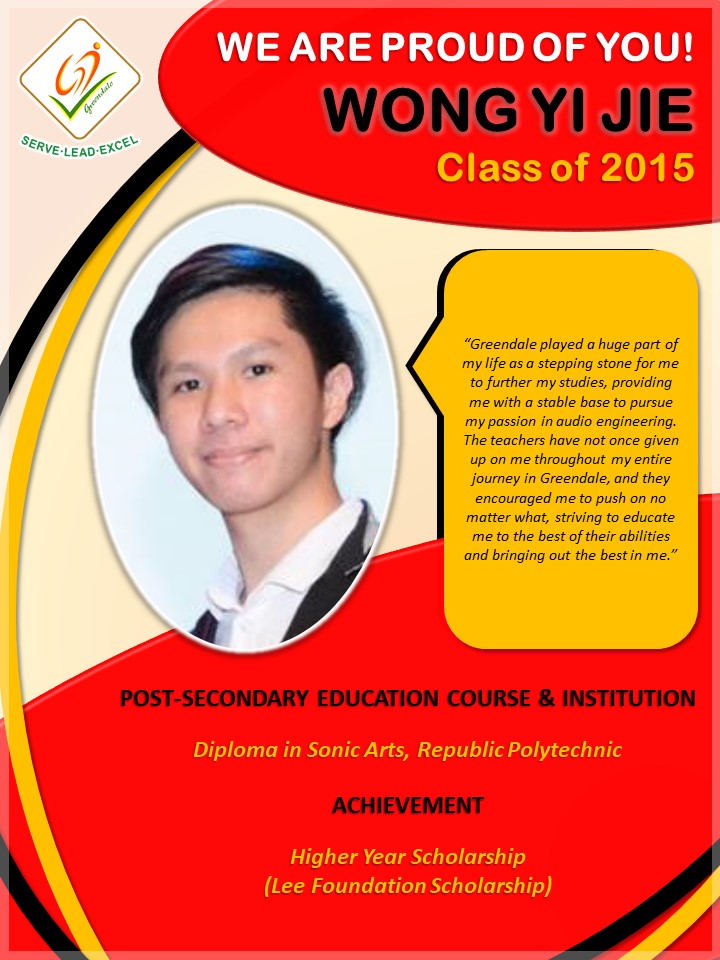 Greendale
SERVE·LEAD·EXCEL
WE ARE PROUD OF YOU!
WONG YI JIE
Class of 2015
“Greendale played a huge part of
my life as a stepping stone for me
to further my studies, providing
me with a stable base to pursue
my passion in audio engineering.
The teachers have not once given
up on me throughout my entire
journey in Greendale, and they
encouraged me to push on no
matter what, striving to educate
me to the best of their abilities
and bringing out the best in me.”
POST-SECONDARY EDUCATION COURSE & INSTITUTION
Diploma in Sonic Arts, Republic Polytechnic
ACHIEVEMENT
Higher Year Scholarship
(Lee Foundation Scholarship)